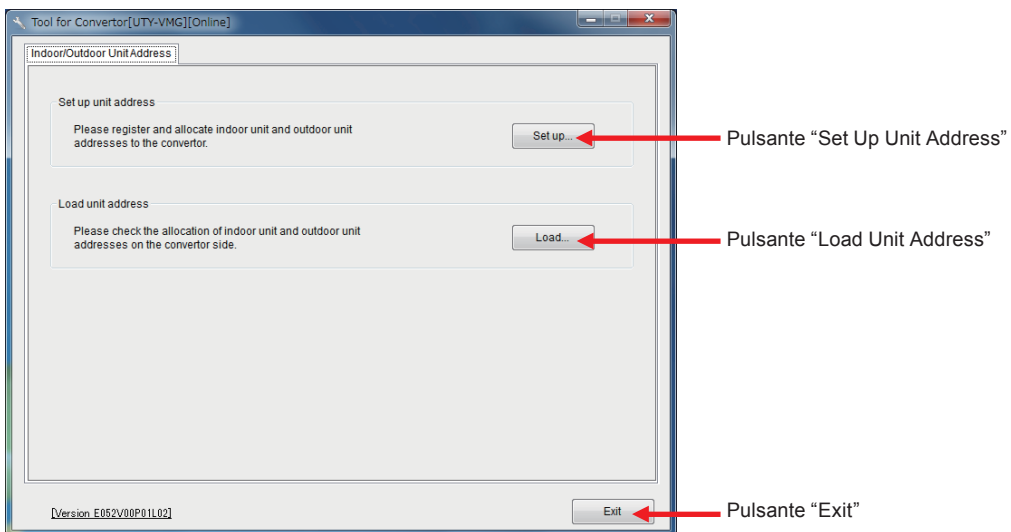 Tool for Convertor[UTY-VMG][Online]
Indoor/Outdoor Unit Address
Set up unit address
Please register and allocate indoor unit and outdoor unit
addresses to the convertor.
Set up...
Pulsante “Set Up Unit Address”
Load unit address
Please check the allocation of indoor unit and outdoor unit
addresses on the convertor side.
Load...
Pulsante “Load Unit Address”
[Version E052V00P01L02]
Exit
Pulsante “Exit”